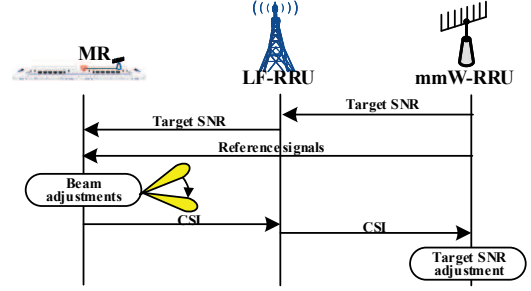 MR
LF-RRU
mmW-RRU
Target SNR
Target SNR
Reference signals
Beam
adjustments
CSI
CSI
Target SNR
adjustment